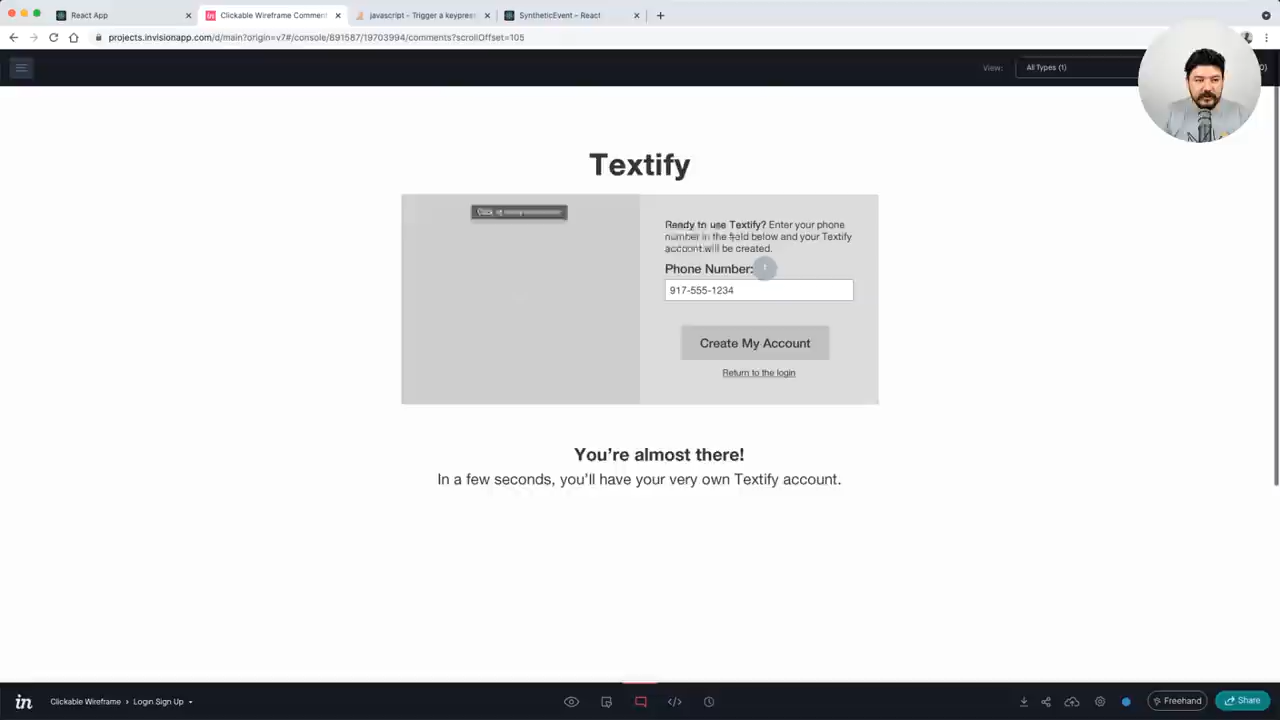 React App
Clickable Wireframe Commen
javascript - Trigger a keypres
SyntheticEvent – React
projects.invisionapp.com/d/main?origin=v7#/console/891587/19703994/comments?scrollOffset=105
View:
All Types (1)
0)
Textify
Ready to use Textify? Enter your phone
number in the field below and your Textify
account will be created.
Phone Number:
917-555-1234
Create My Account
Return to the login
You're almost there!
In a few seconds, you'll have your very own Textify account.
in
Clickable Wireframe › Login Sign Up
Freehand
Share